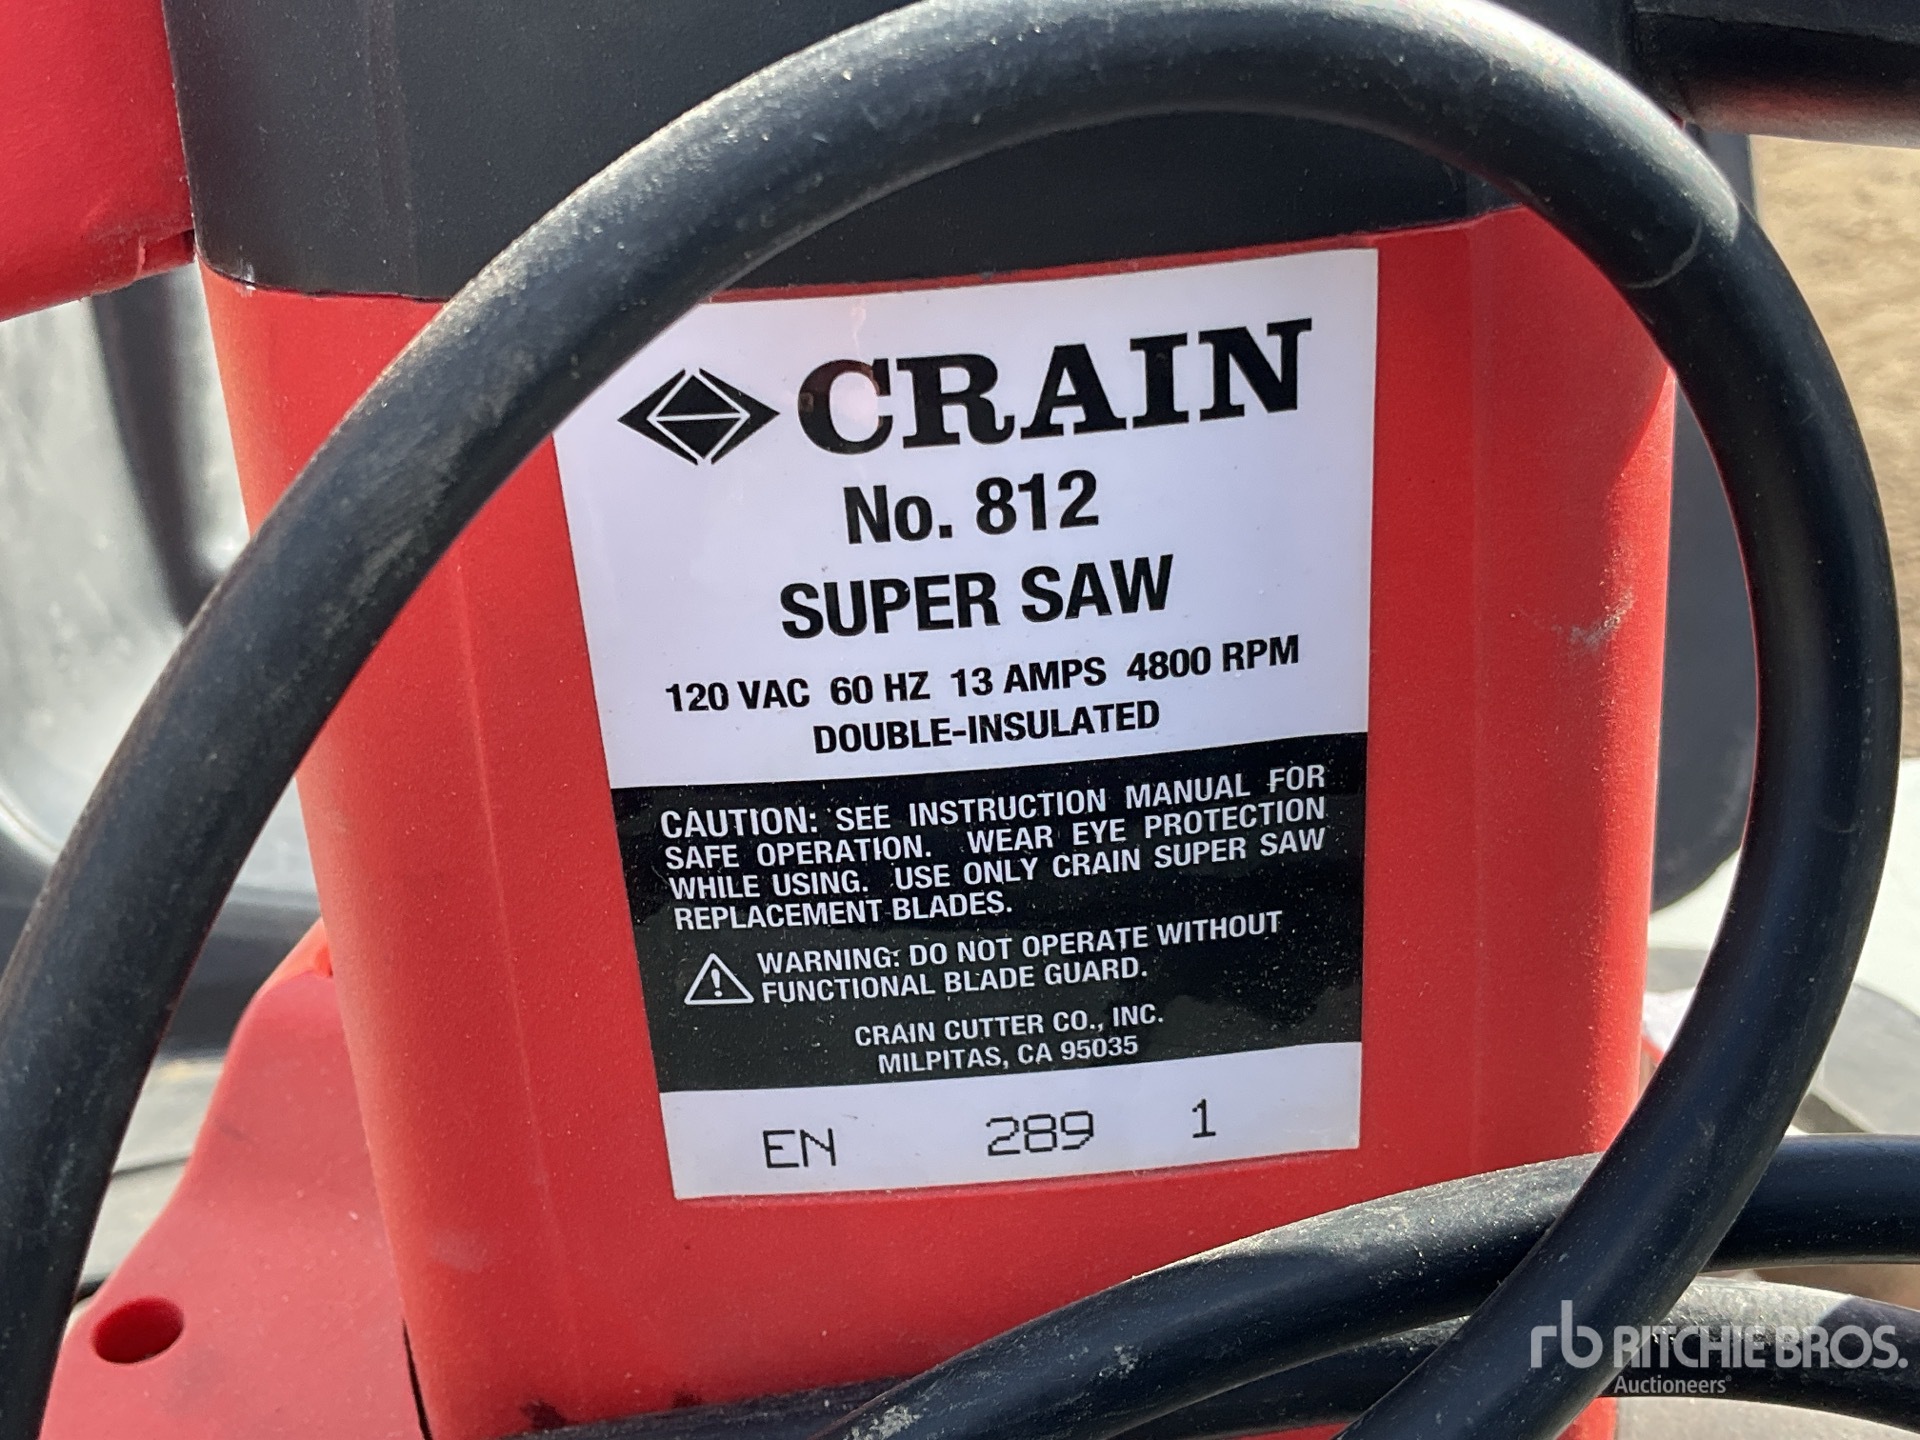 CRAIN
No. 812
SUPER SAW
120 VAC 60 HZ 13 AMPS 4800 RPM
DOUBLE-INSULATED
CAUTION: SEE INSTRUCTION MANUAL FOR
SAFE OPERATION. WEAR EYE PROTECTION
WHILE USING. USE ONLY CRAIN SUPER SAW
REPLACEMENT BLADES.
WARNING: DO NOT OPERATE WITHOUT
FUNCTIONAL BLADE GUARD.
CRAIN CUTTER CO., INC.
MILPITAS, CA 95035
EN 289 1
rb RITCHIE BROS.
Auctioneers